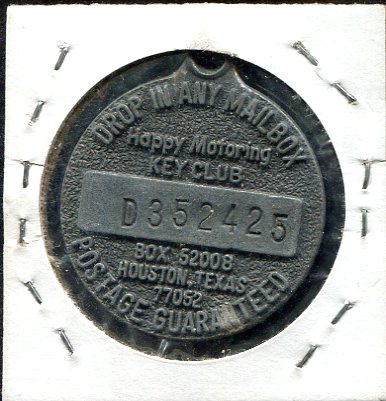 DROP IN ANY MAILBOX
Happy Motoring
KEY CLUB
D352425
BOX 52008
HOUSTON, TEXAS
77052
POSTAGE GUARANTEED